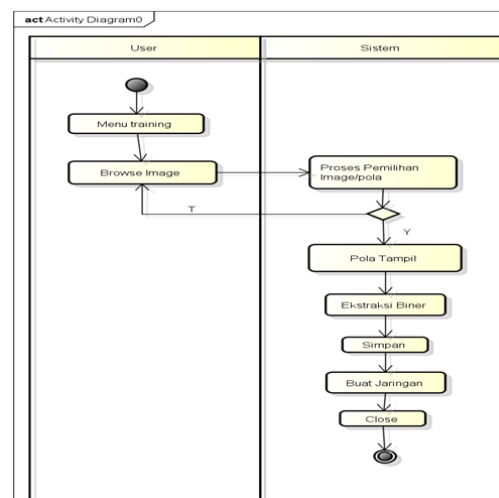 act Activity Diagram0
User
Sistem
Menu training
Browse Image
Proses Pemilihan
Image/pola
T
Y
Pola Tampil
Ekstraksi Biner
Simpan
Buat Jaringan
Close